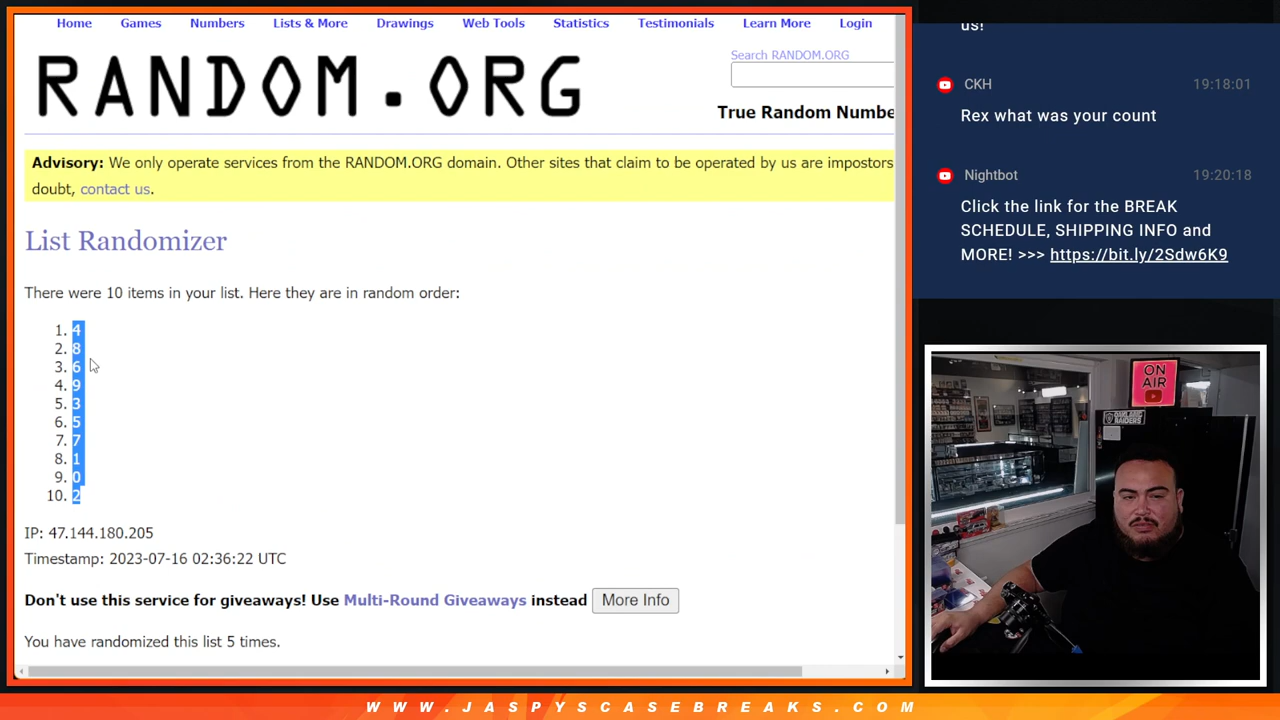 Home Games Numbers Lists & More Drawings Web Tools Statistics Testimonials Learn More Login
RANDOM.ORG
Search RANDOM.ORG
True Random Numbe
Advisory: We only operate services from the RANDOM.ORG domain. Other sites that claim to be operated by us are impostors
doubt, contact us.
List Randomizer
There were 10 items in your list. Here they are in random order:
1. 4
2. 8
3. 6
4. 9
5. 3
6. 5
7. 7
8. 1
9. 0
10. 2
IP: 47.144.180.205
Timestamp: 2023-07-16 02:36:22 UTC
Don't use this service for giveaways! Use Multi-Round Giveaways instead More Info
You have randomized this list 5 times.
us!
CKH 19:18:01
Rex what was your count
Nightbot 19:20:18
Click the link for the BREAK
SCHEDULE, SHIPPING INFO and
MORE! >>> https://bit.ly/2Sdw6K9
ON
AIR
OAKLAND
RAIDERS
WWW.JASPYSCASEBREAKS.COM